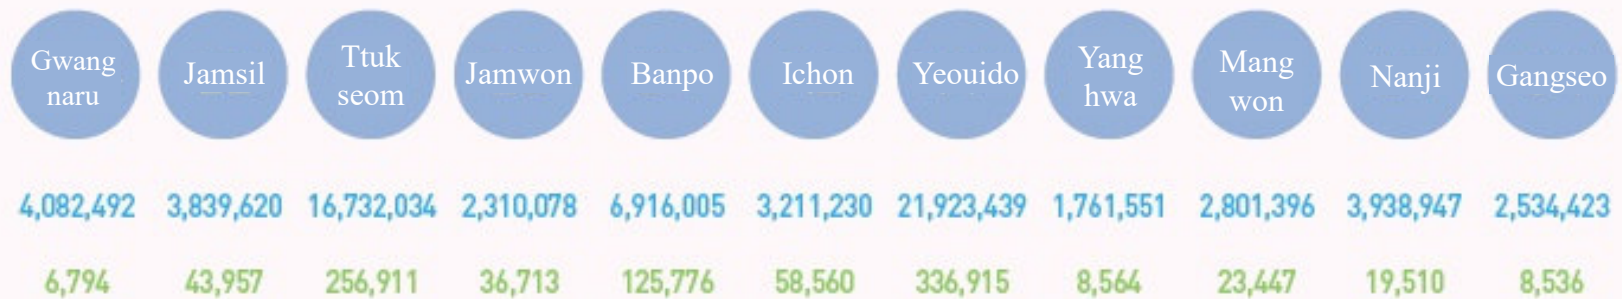 Gwang
naru
Jamsil
Ttuk
seom
Jamwon
Banpo
Ichon
Yeouido
Yang
hwa
Mang
won
Nanji
Gangseo
4,082,492 3,839,620 16,732,034 2,310,078 6,916,005 3,211,230 21,923,439 1,761,551 2,801,396 3,938,947 2,534,423
6,794 43,957 256,911 36,713 125,776 58,560 336,915 8,564 23,447 19,510 8,536